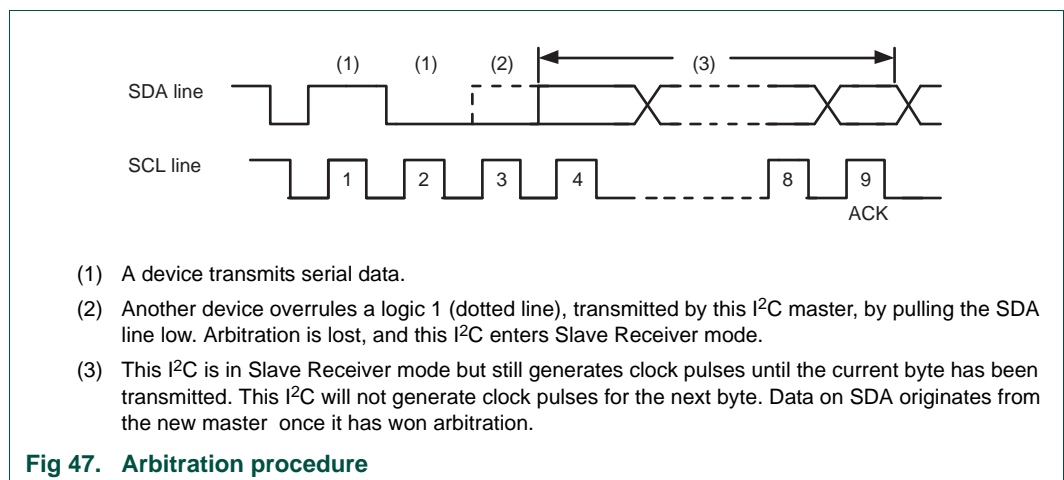 (1) (1) (2) (3)
SDA line
SCL line
1 2 3 4 8 9
ACK
(1) A device transmits serial data.
(2) Another device overrules a logic 1 (dotted line), transmitted by this I2C master, by pulling the SDA
line low. Arbitration is lost, and this I2C enters Slave Receiver mode.
(3) This I2C is in Slave Receiver mode but still generates clock pulses until the current byte has been
transmitted. This I2C will not generate clock pulses for the next byte. Data on SDA originates from
the new master once it has won arbitration.
Fig 47. Arbitration procedure